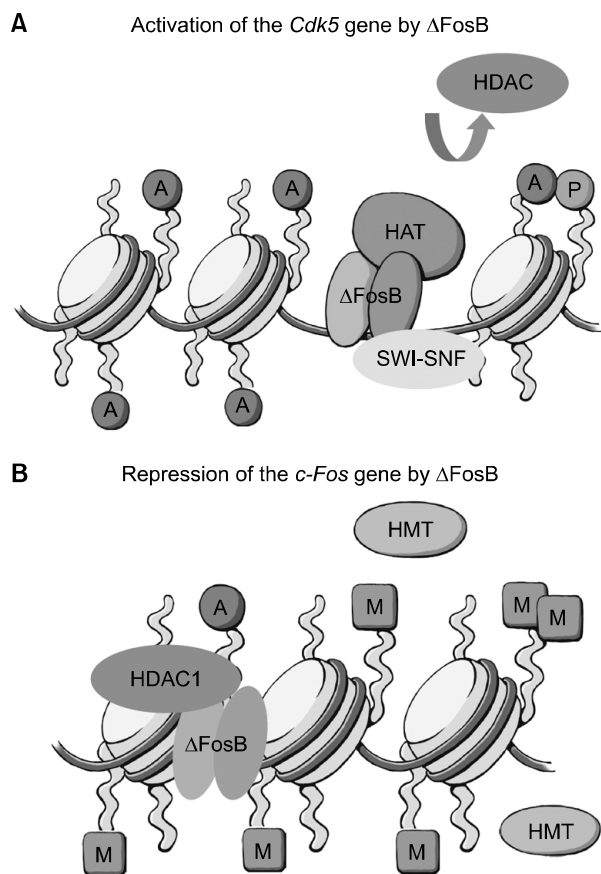 A Activation of the Cdk5 gene by ΔFosB
HDAC
A
A
A
P
HAT
ΔFosB
SWI-SNF
A
A
B Repression of the c-Fos gene by ΔFosB
HMT
A
M
M
M
HDAC1
ΔFosB
M
M
M
HMT